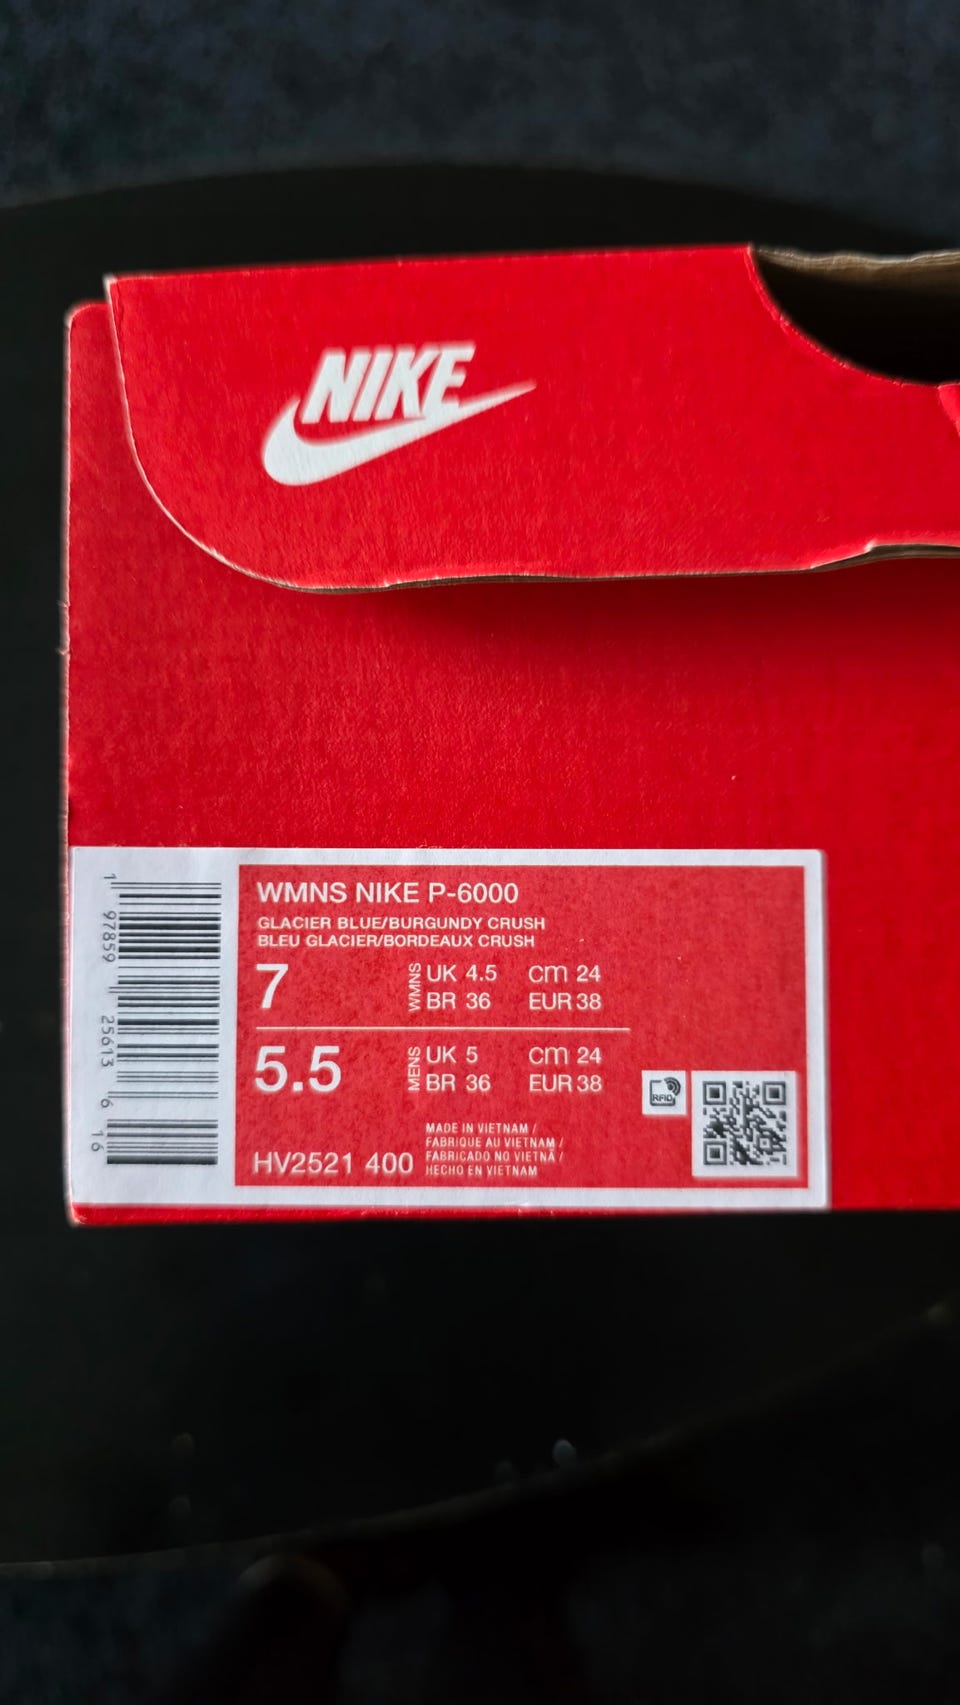 NIKE
WMNS NIKE P-6000
GLACIER BLUE/BURGUNDY CRUSH
BLEU GLACIER/BORDEAUX CRUSH
7 WMNS UK 4.5 cm 24
BR 36 EUR 38
5.5 MENS UK 5 cm 24
BR 36 EUR 38
MADE IN VIETNAM /
FABRIQUE AU VIETNAM /
FABRICADO NO VIETNÃ /
HECHO EN VIETNAM
HV2521 400
RFID
1 97859 25613 6 16